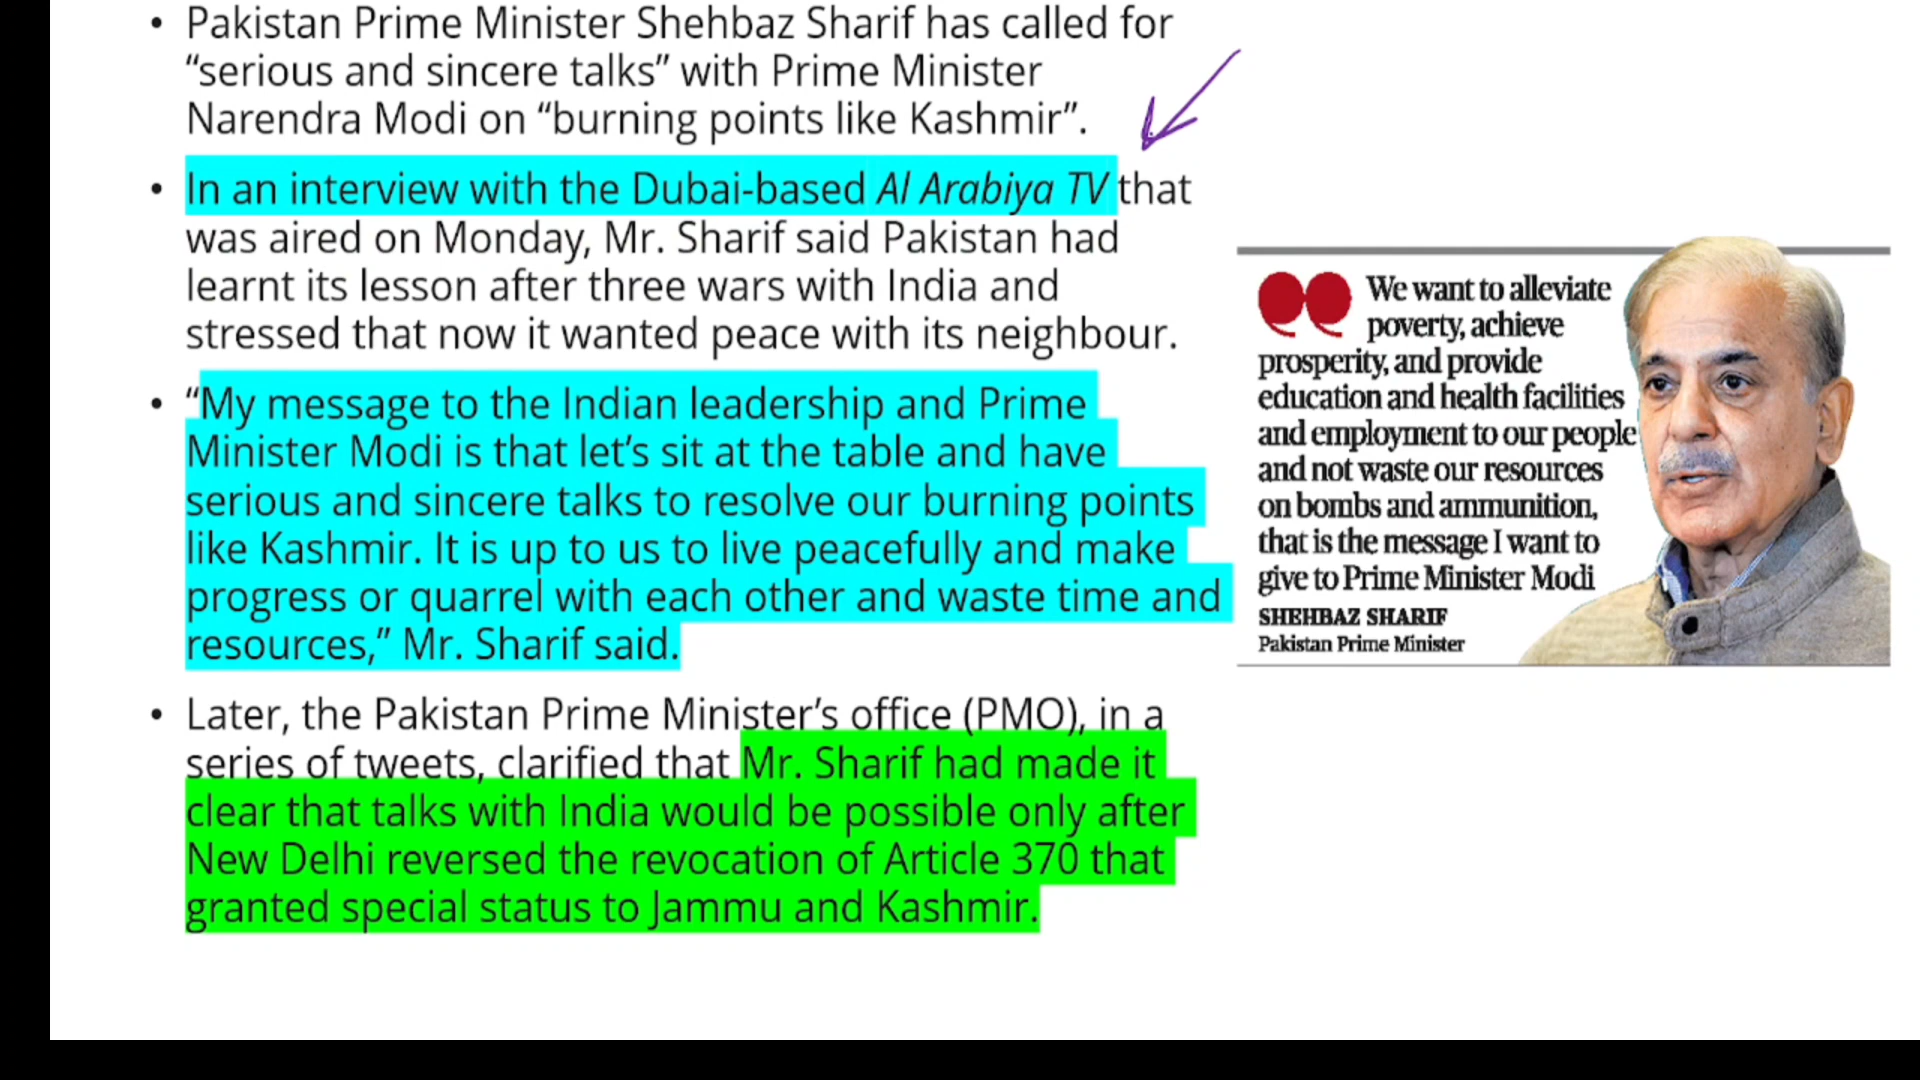 • Pakistan Prime Minister Shehbaz Sharif has called for
“serious and sincere talks” with Prime Minister
Narendra Modi on “burning points like Kashmir”.
• In an interview with the Dubai-based Al Arabiya TV that
was aired on Monday, Mr. Sharif said Pakistan had
learnt its lesson after three wars with India and
stressed that now it wanted peace with its neighbour.
• “My message to the Indian leadership and Prime
Minister Modi is that let’s sit at the table and have
serious and sincere talks to resolve our burning points
like Kashmir. It is up to us to live peacefully and make
progress or quarrel with each other and waste time and
resources,” Mr. Sharif said.
• Later, the Pakistan Prime Minister’s office (PMO), in a
series of tweets, clarified that Mr. Sharif had made it
clear that talks with India would be possible only after
New Delhi reversed the revocation of Article 370 that
granted special status to Jammu and Kashmir.
We want to alleviate
poverty, achieve
prosperity, and provide
education and health facilities
and employment to our people
and not waste our resources
on bombs and ammunition,
that is the message I want to
give to Prime Minister Modi
SHEHBAZ SHARIF
Pakistan Prime Minister